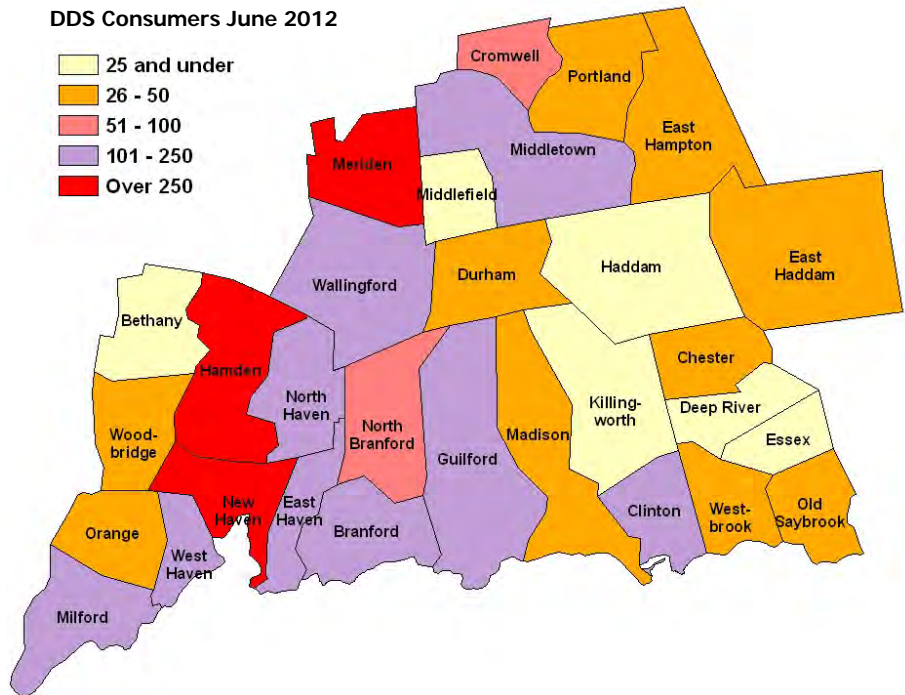 DDS Consumers June 2012
25 and under
26 - 50
51 - 100
101 - 250
Over 250
Cromwell
Portland
East
Hampton
Middletown
Meriden
Middlefield
Haddam
East
Haddam
Durham
Wallingford
Bethany
Hamden
North
Haven
North
Branford
Guilford
Madison
Killing-
worth
Chester
Deep River
Essex
Wood-
bridge
New
Haven
East
Haven
Branford
Clinton
West-
brook
Old
Saybrook
Orange
West
Haven
Milford